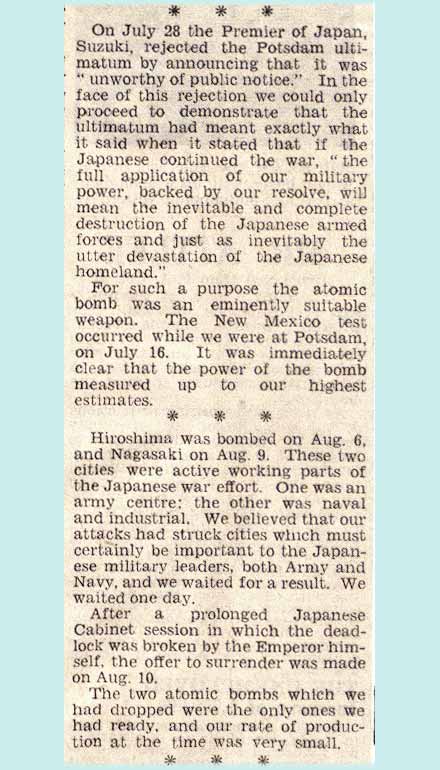 * * *
On July 28 the Premier of Japan,
Suzuki, rejected the Potsdam ulti-
matum by announcing that it was
“ unworthy of public notice.” In the
face of this rejection we could only
proceed to demonstrate that the
ultimatum had meant exactly what
it said when it stated that if the
Japanese continued the war, “ the
full application of our military
power, backed by our resolve, will
mean the inevitable and complete
destruction of the Japanese armed
forces and just as inevitably the
utter devastation of the Japanese
homeland.”
For such a purpose the atomic
bomb was an eminently suitable
weapon. The New Mexico test
occurred while we were at Potsdam,
on July 16. It was immediately
clear that the power of the bomb
measured up to our highest
estimates.
* * *
Hiroshima was bombed on Aug. 6,
and Nagasaki on Aug. 9. These two
cities were active working parts of
the Japanese war effort. One was an
army centre; the other was naval
and industrial. We believed that our
attacks had struck cities which must
certainly be important to the Japan-
ese military leaders, both Army and
Navy, and we waited for a result. We
waited one day.
After a prolonged Japanese
Cabinet session in which the dead-
lock was broken by the Emperor him-
self, the offer to surrender was made
on Aug. 10.
The two atomic bombs which we
had dropped were the only ones we
had ready, and our rate of produc-
tion at the time was very small.
* * *